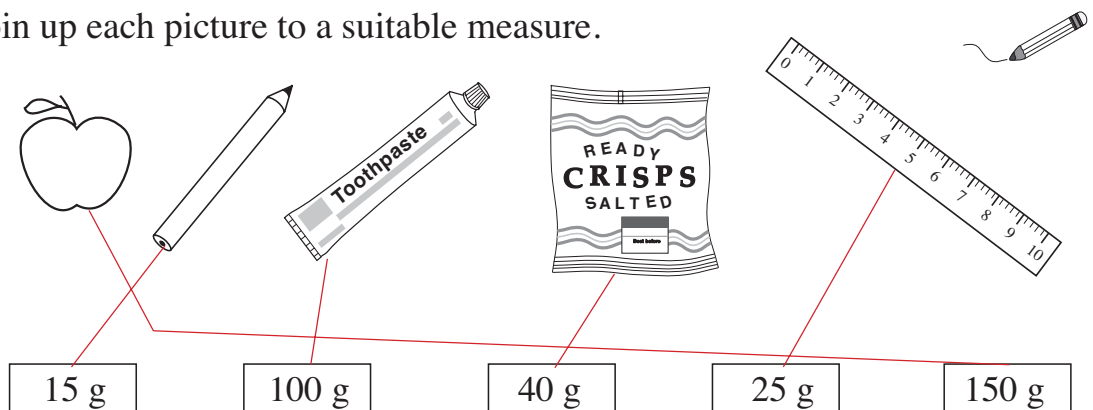 in up each picture to a suitable measure.
Toothpaste
READY
CRISPS
SALTED
Best before
0 1 2 3 4 5 6 7 8 9 10
15 g 100 g 40 g 25 g 150 g